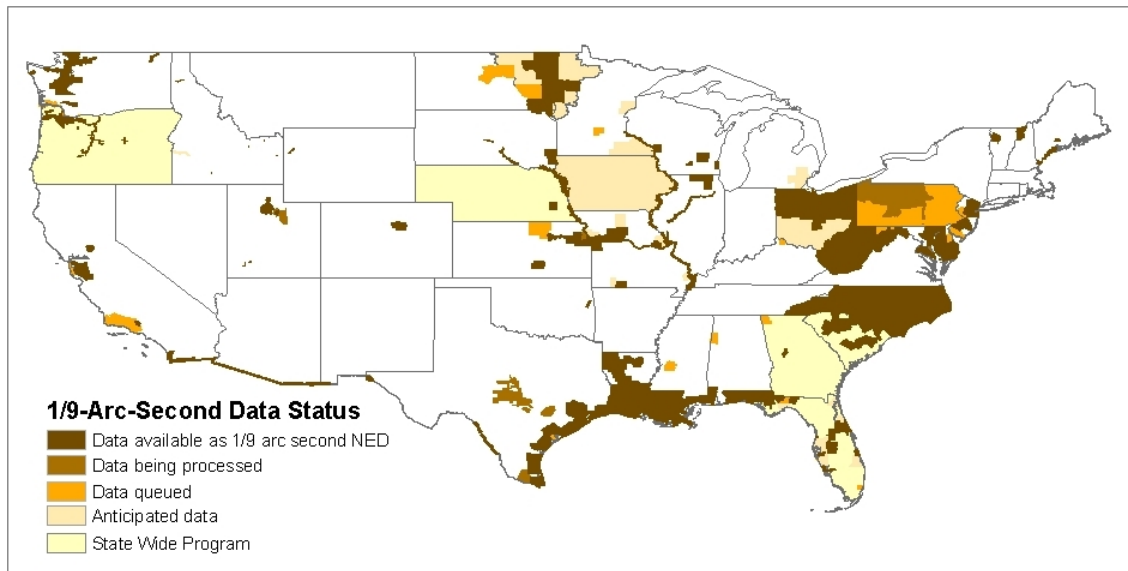 1/9-Arc-Second Data Status
Data available as 1/9 arc second NED
Data being processed
Data queued
Anticipated data
State Wide Program